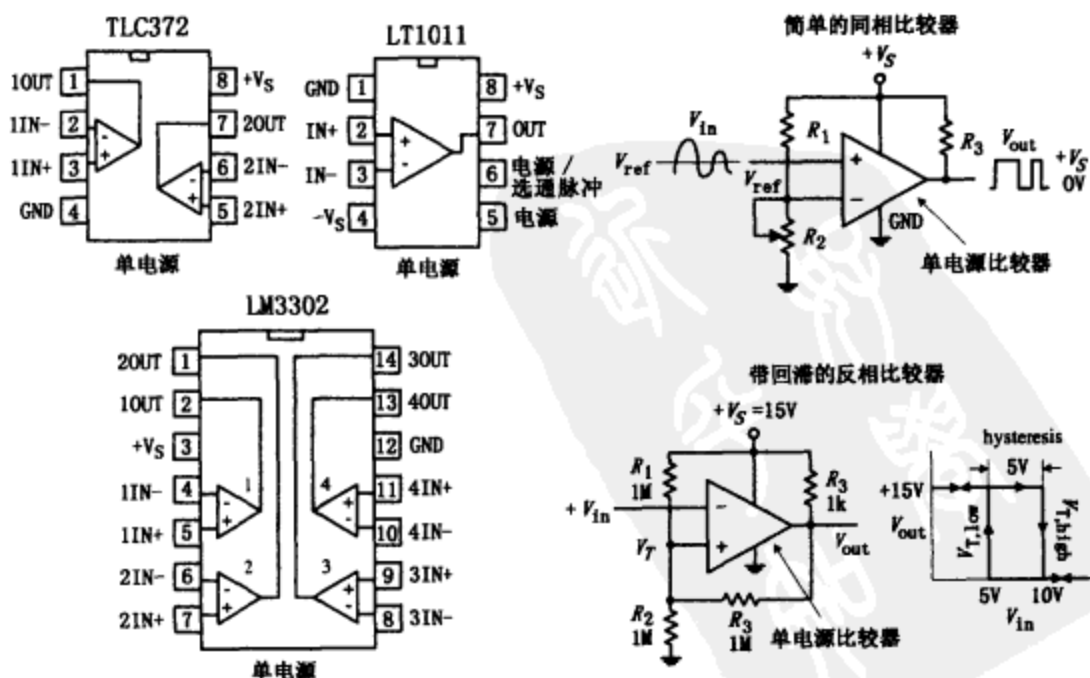 TLC372
1OUT 1
8 +VS
1IN- 2
7 2OUT
1IN+ 3
6 2IN-
GND 4
5 2IN+
- +
- +
单电源
LT1011
GND 1
8 +VS
IN+ 2
7 OUT
IN- 3
6 电源/
选通脉冲
-VS 4
5 电源
+ -
单电源
简单的同相比较器
+VS
R1
R3
Vin
Vref
Vref
+
-
R2
GND
Vout
+VS
0V
单电源比较器
LM3302
2OUT 1
14 3OUT
1OUT 2
13 4OUT
+VS 3
12 GND
1IN- 4
11 4IN+
1IN+ 5
10 4IN-
2IN- 6
9 3IN+
2IN+ 7
8 3IN-
1
4
2
3
- +
+ -
- +
+ -
单电源
带回滞的反相比较器
+VS =15V
R1
1M
R3
1k
+Vin
-
VT
+
Vout
R2
1M
R3
1M
单电源比较器
hysteresis
5V
+15V
Vout
VT,low
VT,high
5V
10V
Vin